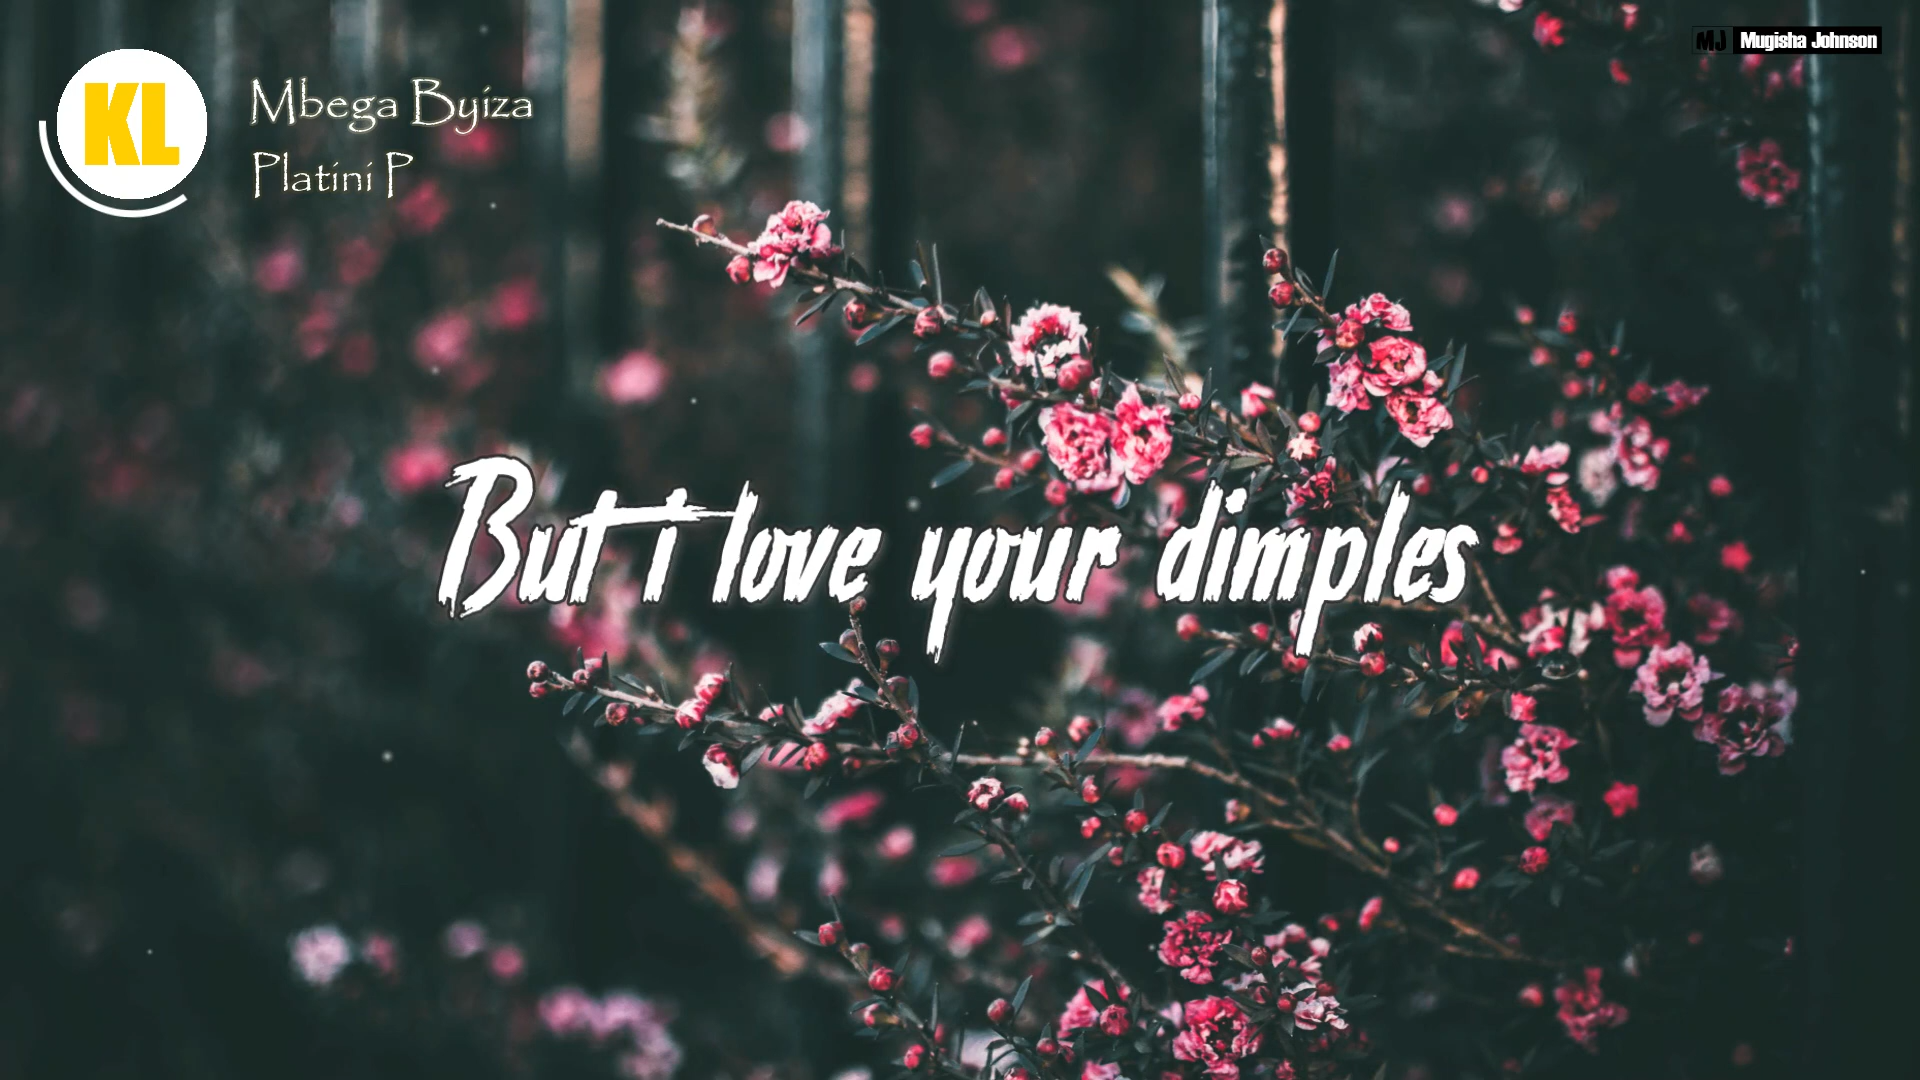 KL
Mbega Byiza
Platini P
MJ Mugisha Johnson
But i love your dimples